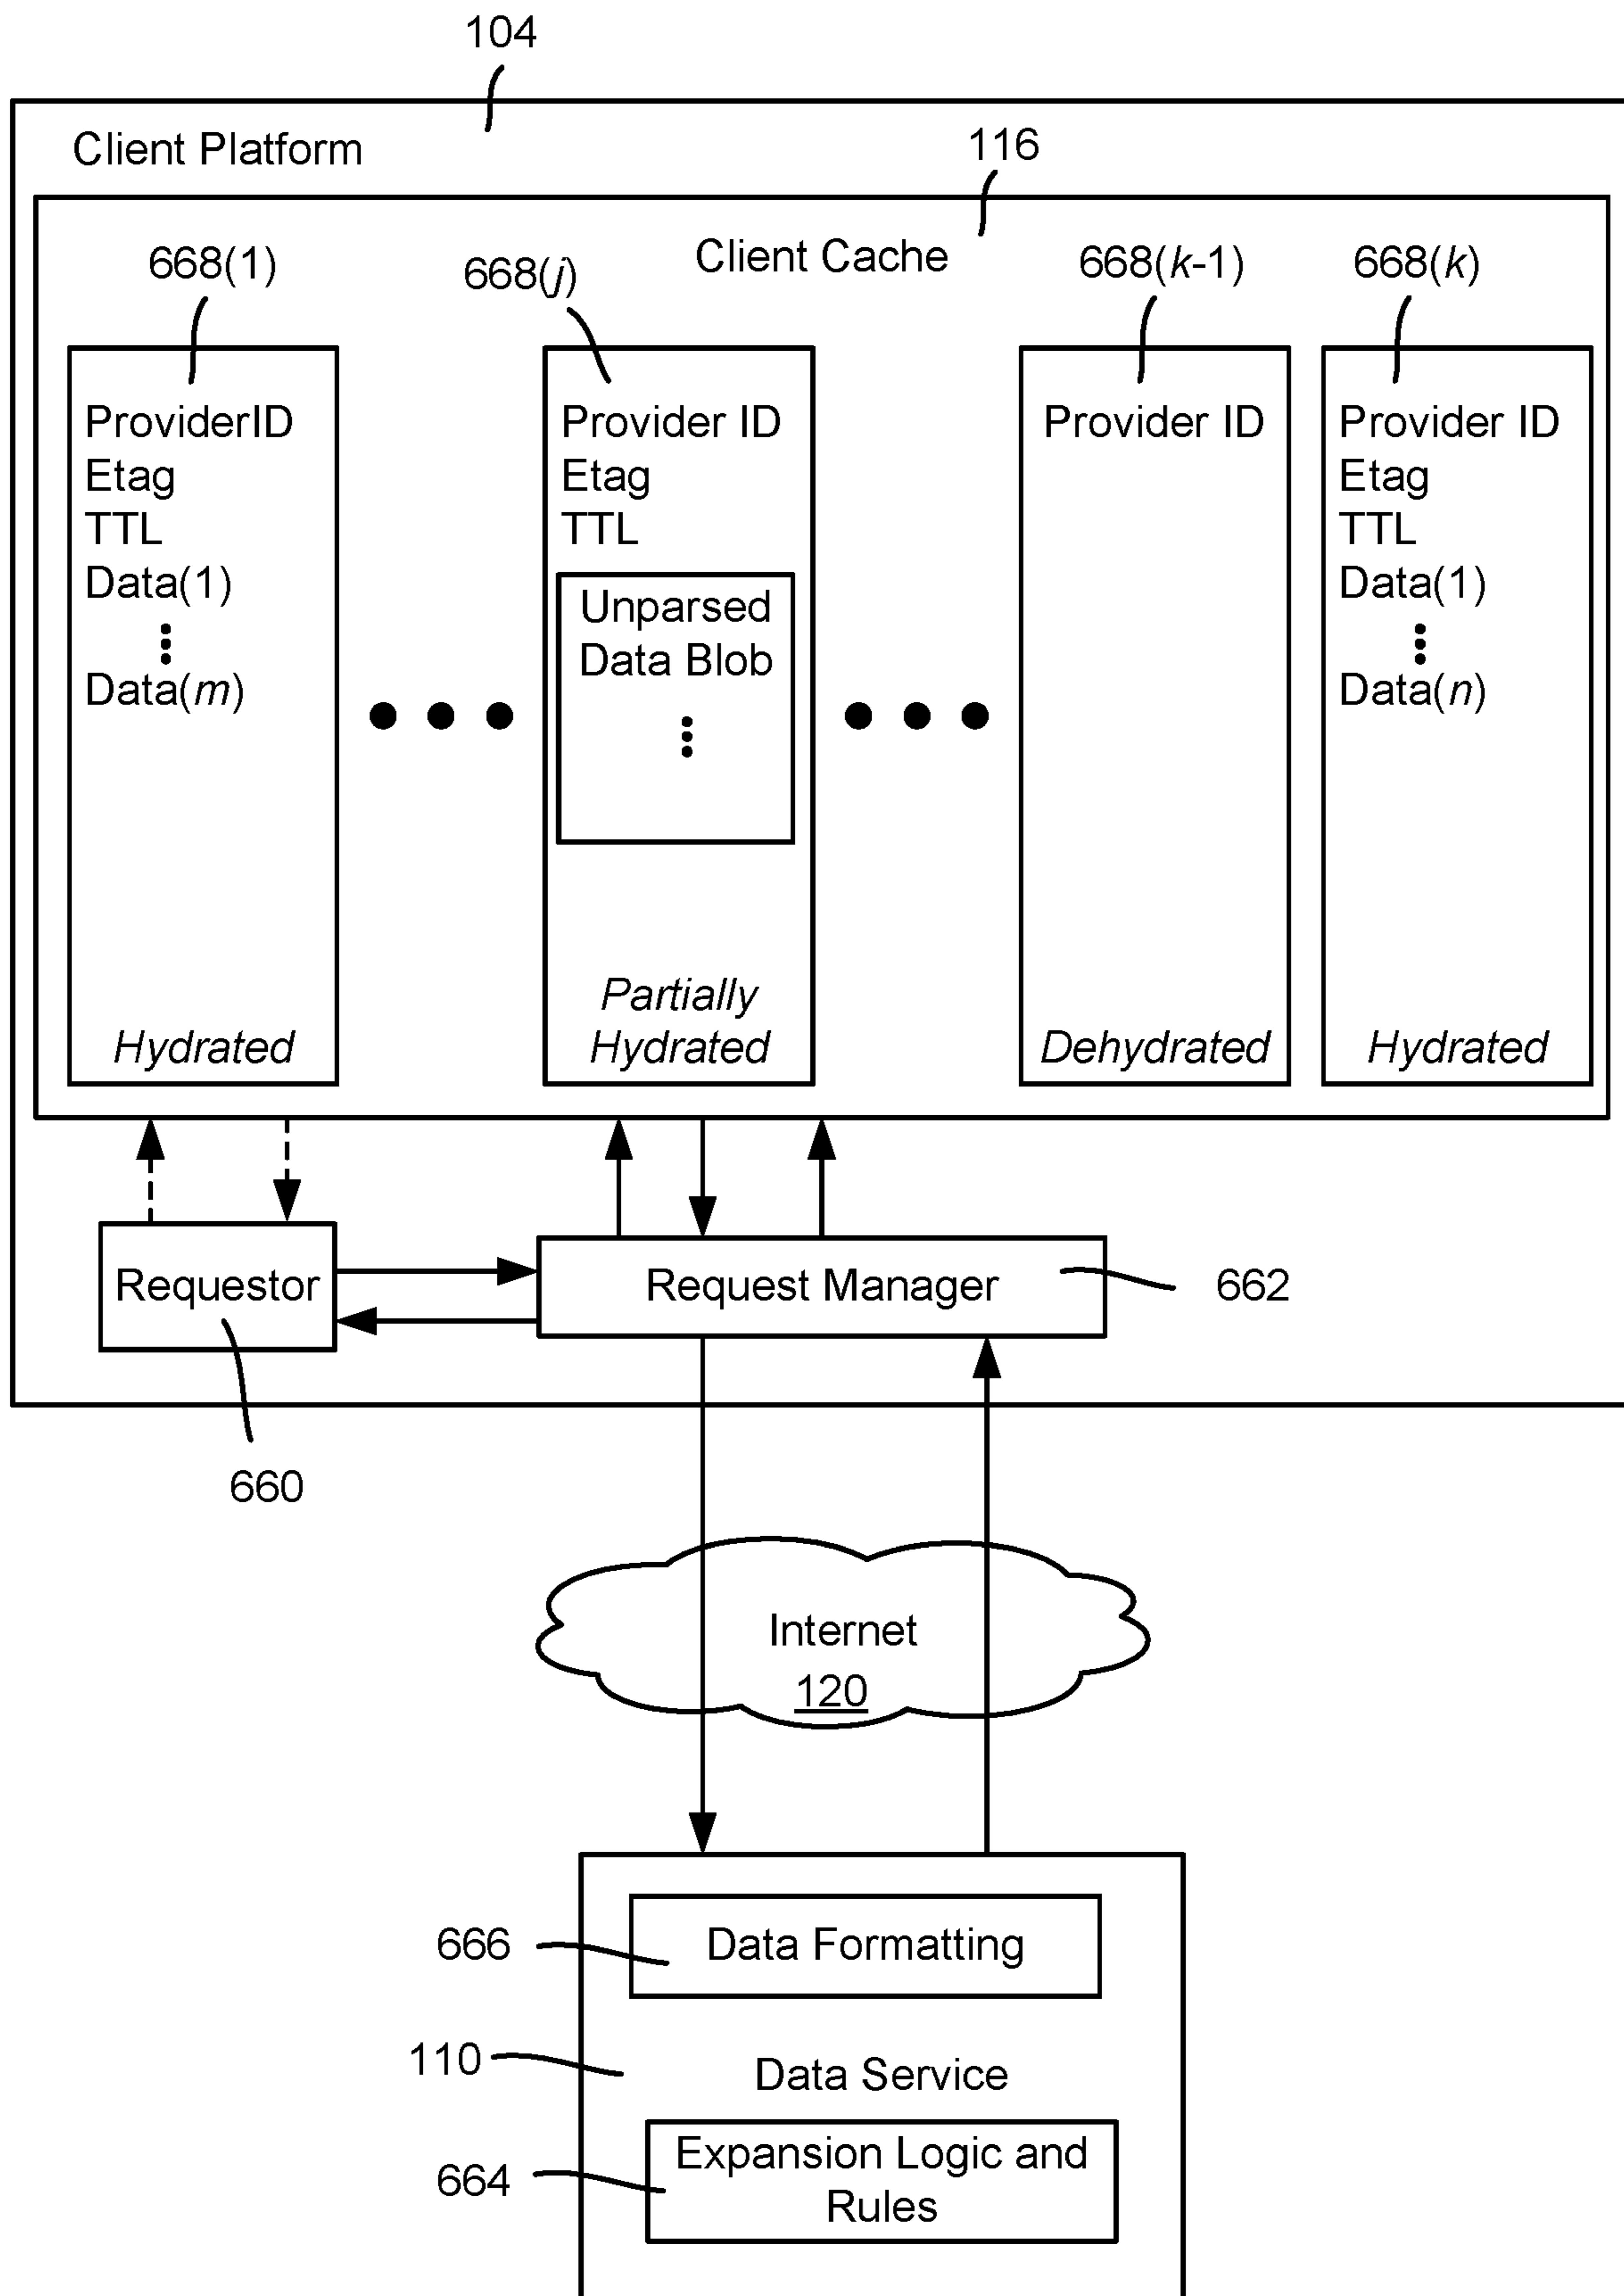 104
Client Platform
116
Client Cache
668(1)
668(j)
668(k-1)
668(k)
ProviderID
Etag
TTL
Data(1)
Data(m)
Hydrated
Provider ID
Etag
TTL
Unparsed
Data Blob
Partially
Hydrated
Provider ID
Dehydrated
Provider ID
Etag
TTL
Data(1)
Data(n)
Hydrated
Requestor
Request Manager
662
660
Internet
120
666
Data Formatting
110
Data Service
664
Expansion Logic and
Rules